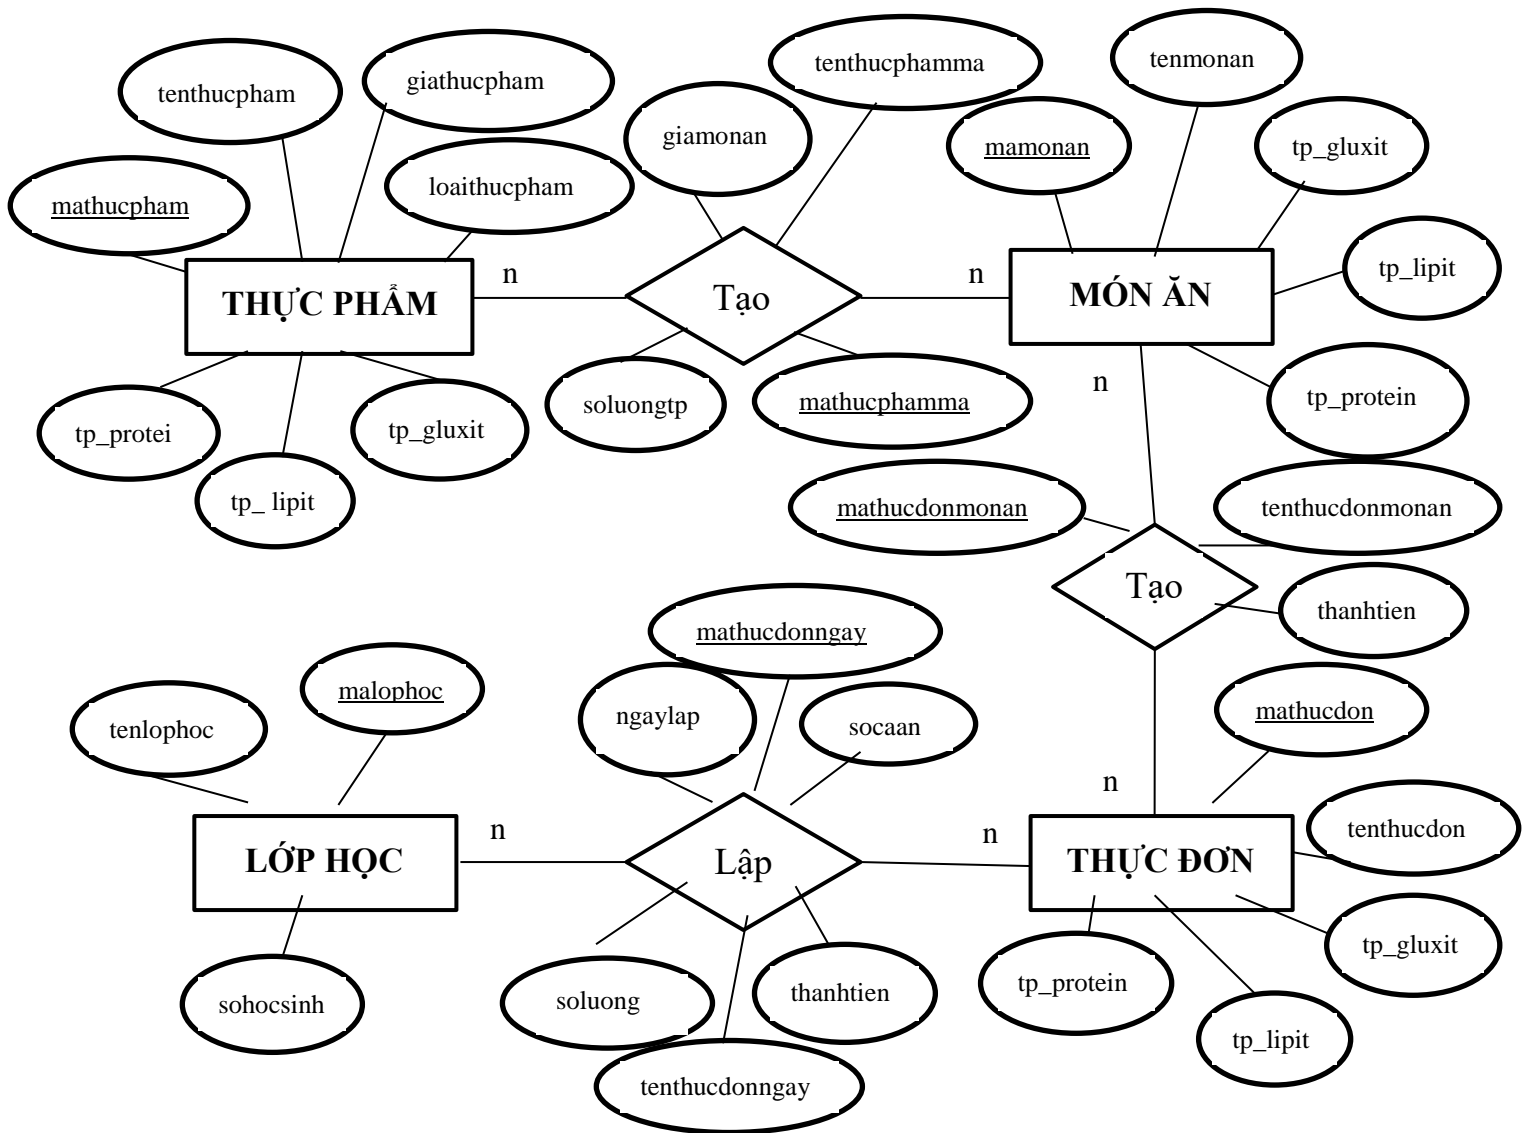 tenthucpham
giathucpham
tenthucphamma
tenmonan
giamonan
mamonan
tp_gluxit
mathucpham
loaithucpham
tp_lipit
THỰC PHẨM
n
Tạo
n
MÓN ĂN
tp_protei
tp_gluxit
soluongtp
mathucphamma
n
tp_protein
tp_ lipit
mathucdonmonan
tenthucdonmonan
Tạo
thanhtien
mathucdonngay
malophoc
tenlophoc
ngaylap
socaan
mathucdon
n
tenthucdon
LỚP HỌC
n
Lập
n
THỰC ĐƠN
tp_gluxit
sohocsinh
soluong
thanhtien
tp_protein
tp_lipit
tenthucdonngay